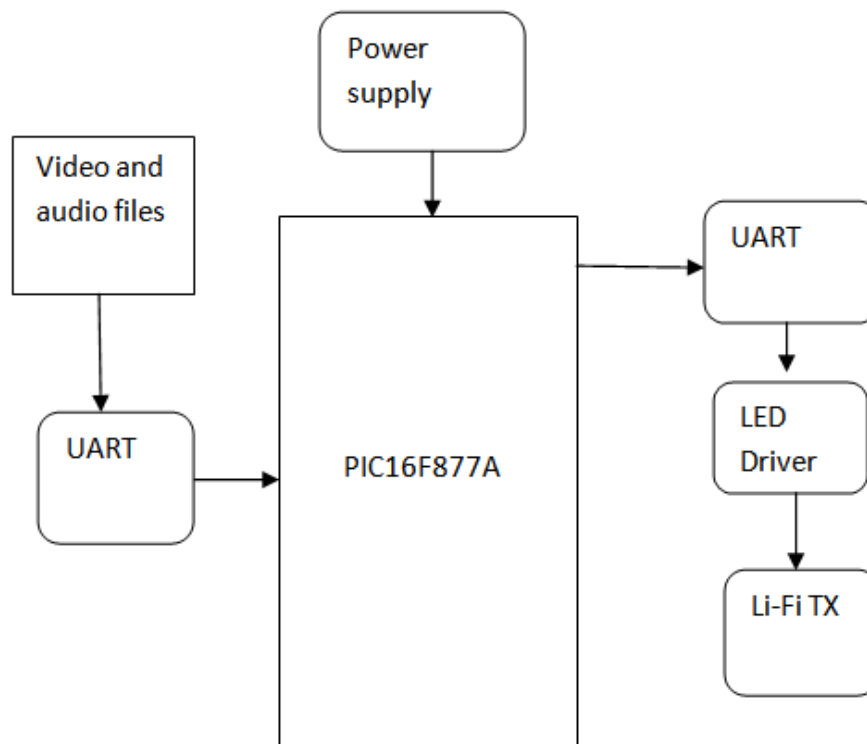 Power
supply
Video and
audio files
UART
UART
PIC16F877A
LED
Driver
Li-Fi TX